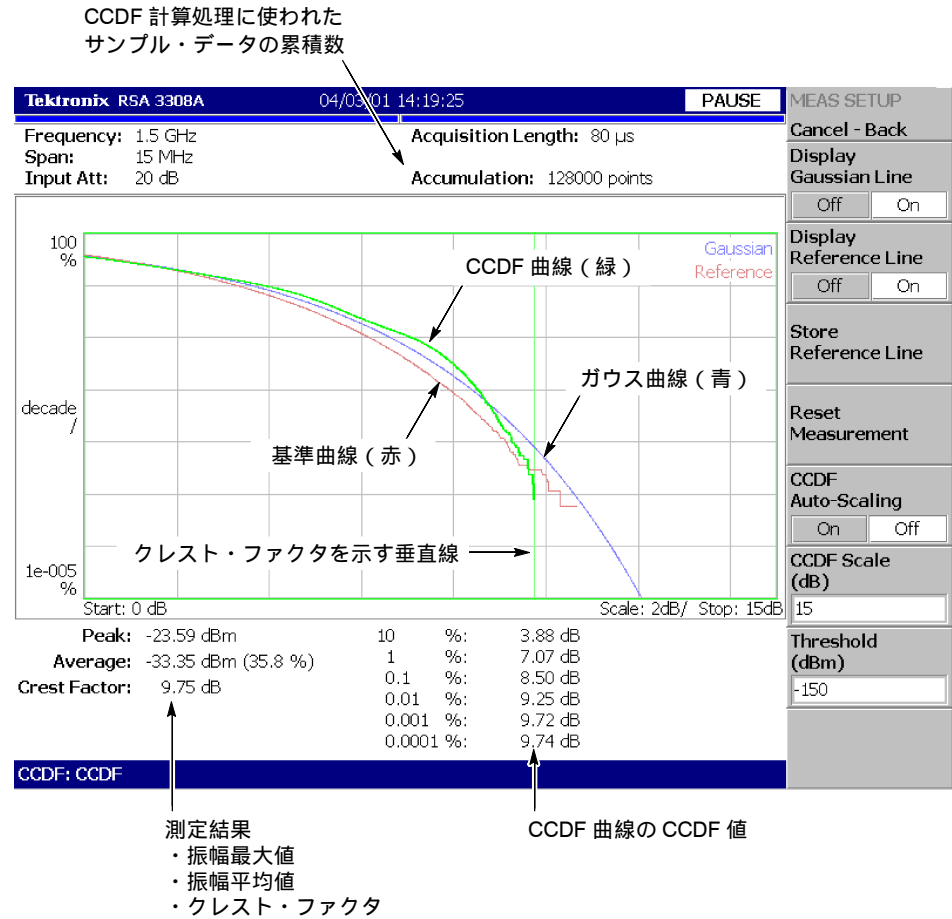 CCDF 計算処理に使われた
サンプル・データの累積数
Tektronix RSA 3308A 04/03/01 14:19:25 PAUSE
Frequency: 1.5 GHz Acquisition Length: 80 µs
Span: 15 MHz
Input Att: 20 dB Accumulation: 128000 points
100
%
Gaussian
Reference
CCDF 曲線（緑）
ガウス曲線（青）
decade
/
基準曲線（赤）
クレスト・ファクタを示す垂直線
1e-005
%
Start: 0 dB Scale: 2dB/ Stop: 15dB
Peak: -23.59 dBm
Average: -33.35 dBm (35.8 %)
Crest Factor: 9.75 dB
10 %: 3.88 dB
1 %: 7.07 dB
0.1 %: 8.50 dB
0.01 %: 9.25 dB
0.001 %: 9.72 dB
0.0001 %: 9.74 dB
CCDF: CCDF
MEAS SETUP
Cancel - Back
Display
Gaussian Line
Off On
Display
Reference Line
Off On
Store
Reference Line
Reset
Measurement
CCDF
Auto-Scaling
On Off
CCDF Scale
(dB)
15
Threshold
(dBm)
-150
測定結果
・振幅最大値
・振幅平均値
・クレスト・ファクタ
CCDF 曲線の CCDF 値